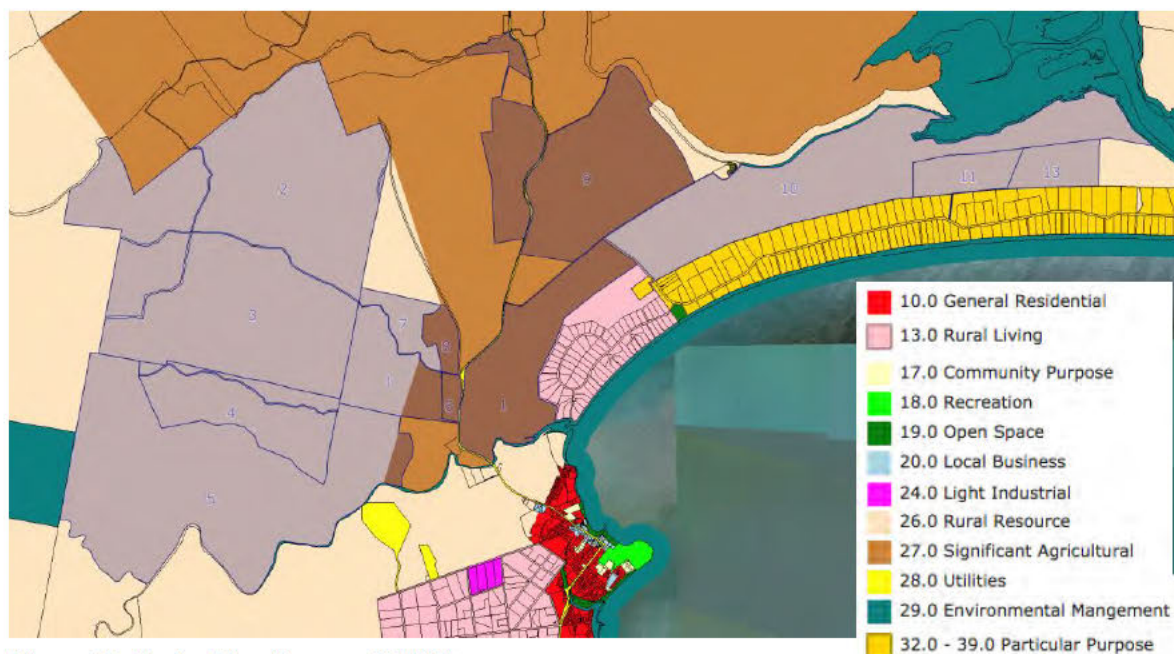 9
2
10
11
13
3
7
8
1
6
1
4
5
10.0 General Residential
13.0 Rural Living
17.0 Community Purpose
18.0 Recreation
19.0 Open Space
20.0 Local Business
24.0 Light Industrial
26.0 Rural Resource
27.0 Significant Agricultural
28.0 Utilities
29.0 Environmental Mangement
32.0 - 39.0 Particular Purpose